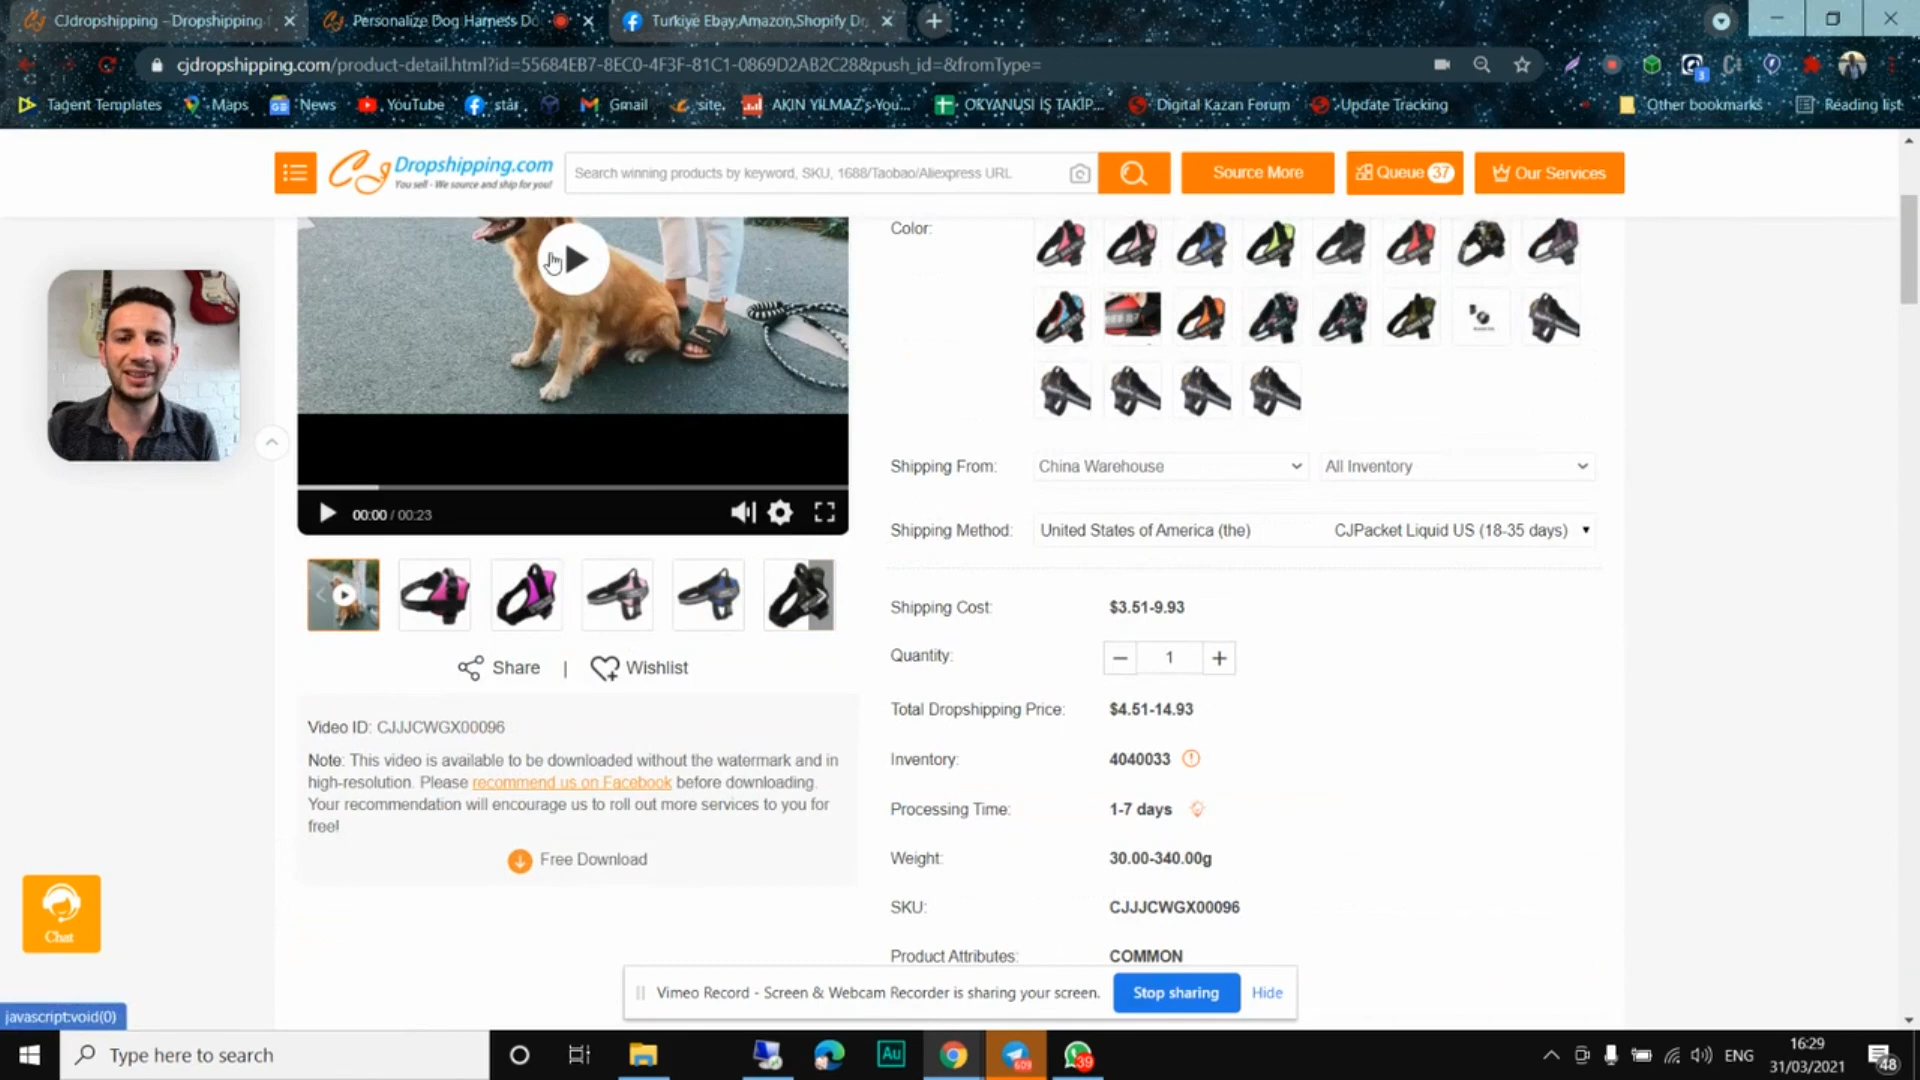 CJdropshipping - Dropshipping f
Personalize Dog Harness Do
Turkiye Ebay,Amazon,Shopify Dr
cjdropshipping.com/product-detail.html?id=55684EB7-8EC0-4F3F-81C1-0869D2AB2C28&push_id=&fromType=
3
Tagent Templates
Maps
News
YouTube
star
Gmail
site.
AKIN YILMAZ's-You...
OKYANUSI İŞ TAKİP...
Digital Kazan Forum
Update Tracking
Other bookmarks
Reading list
CJ Dropshipping.com
You sell - We source and ship for you!
Search winning products by keyword, SKU, 1688/Taobao/Aliexpress URL
Source More
Queue 37
Our Services
Color:
Shipping From: China Warehouse All Inventory
Shipping Method: United States of America (the) CJPacket Liquid US (18-35 days)
00:00 / 00:23
Shipping Cost: $3.51-9.93
Quantity: 1
Share | Wishlist
Total Dropshipping Price: $4.51-14.93
Video ID: CJJJCWGX00096
Note: This video is available to be downloaded without the watermark and in
high-resolution. Please recommend us on Facebook before downloading.
Your recommendation will encourage us to roll out more services to you for
free!
Free Download
Inventory: 4040033
Processing Time: 1-7 days
Weight: 30.00-340.00g
SKU: CJJJCWGX00096
Product Attributes: COMMON
Chat
Vimeo Record - Screen & Webcam Recorder is sharing your screen.
Stop sharing
Hide
javascript:void(0)
Type here to search
Au
609
39
ENG
16:29
31/03/2021
48